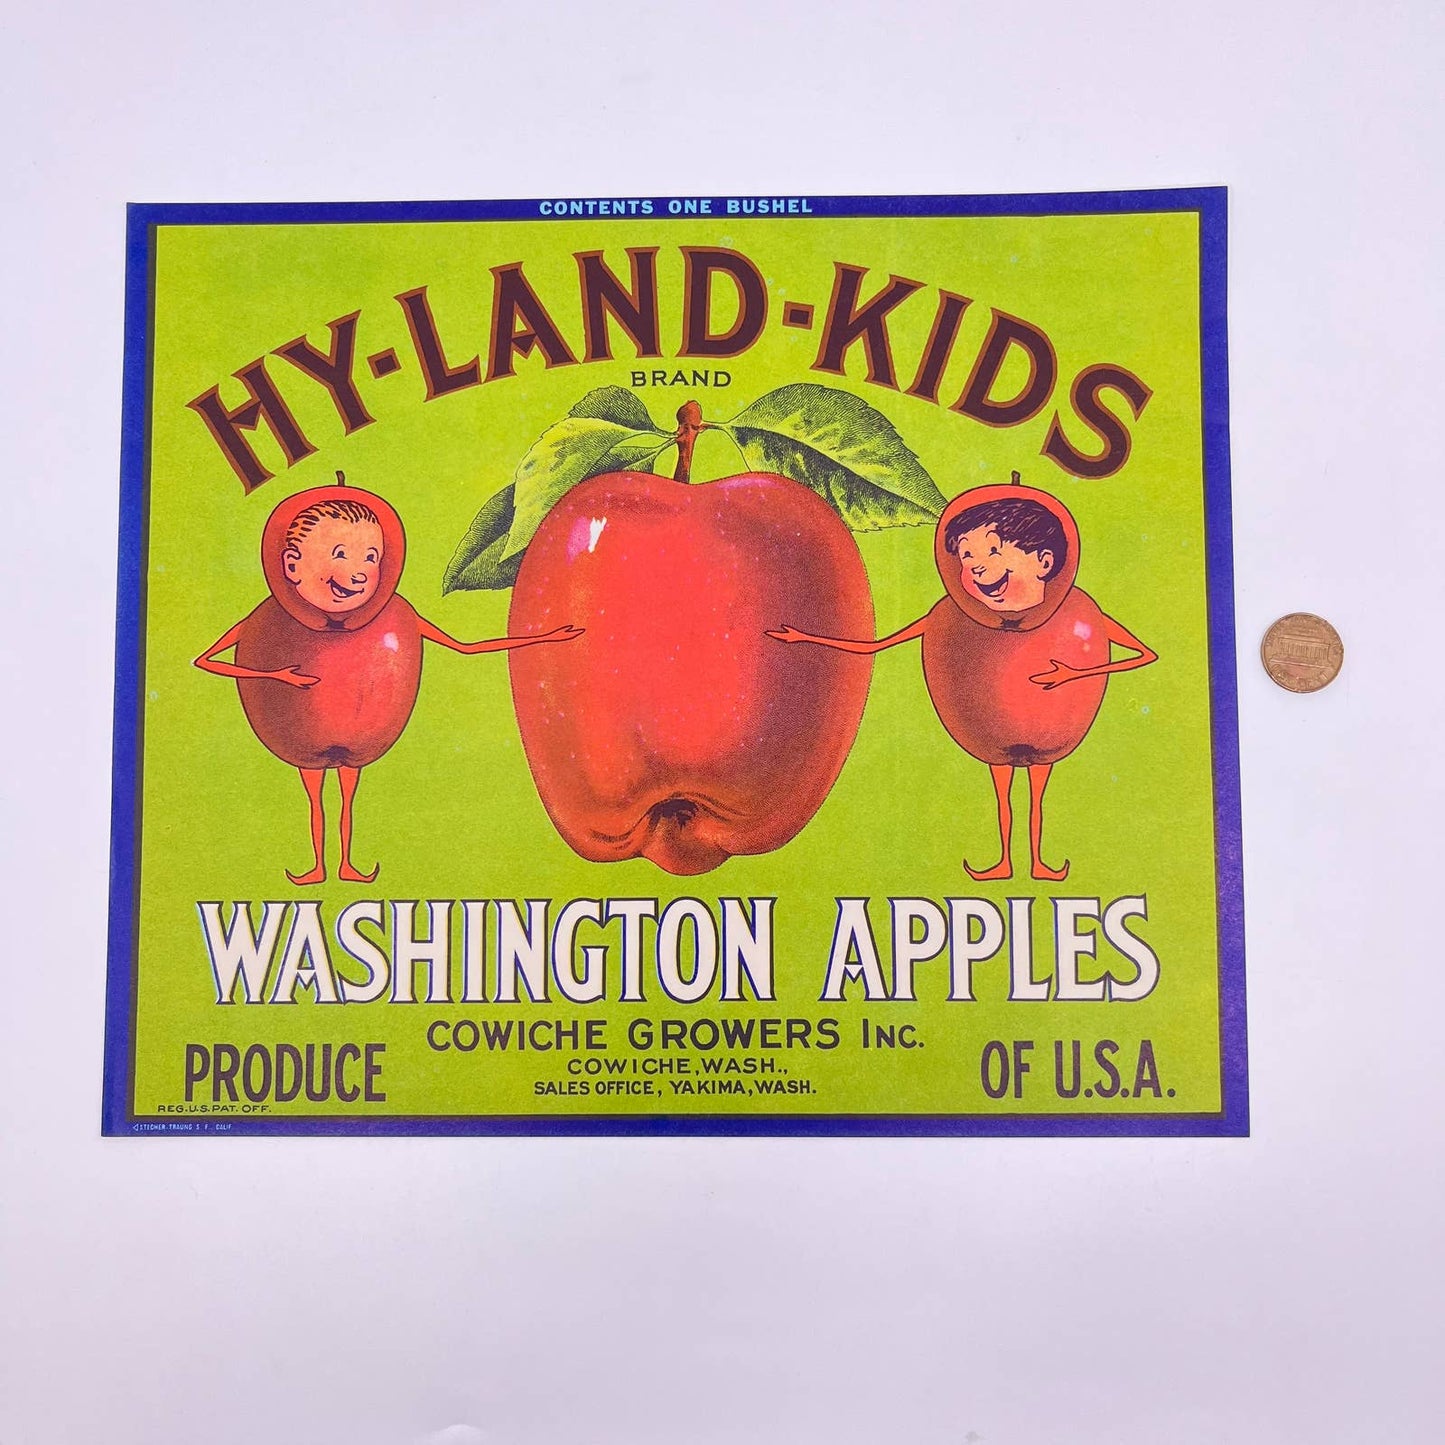 CONTENTS ONE BUSHEL
HY-LAND-KIDS
BRAND
WASHINGTON APPLES
COWICHE GROWERS INC.
COWICHE, WASH.,
SALES OFFICE, YAKIMA, WASH.
PRODUCE OF U.S.A.
REG. U.S. PAT. OFF.
STECHER-TRAUNG S. F., CALIF.